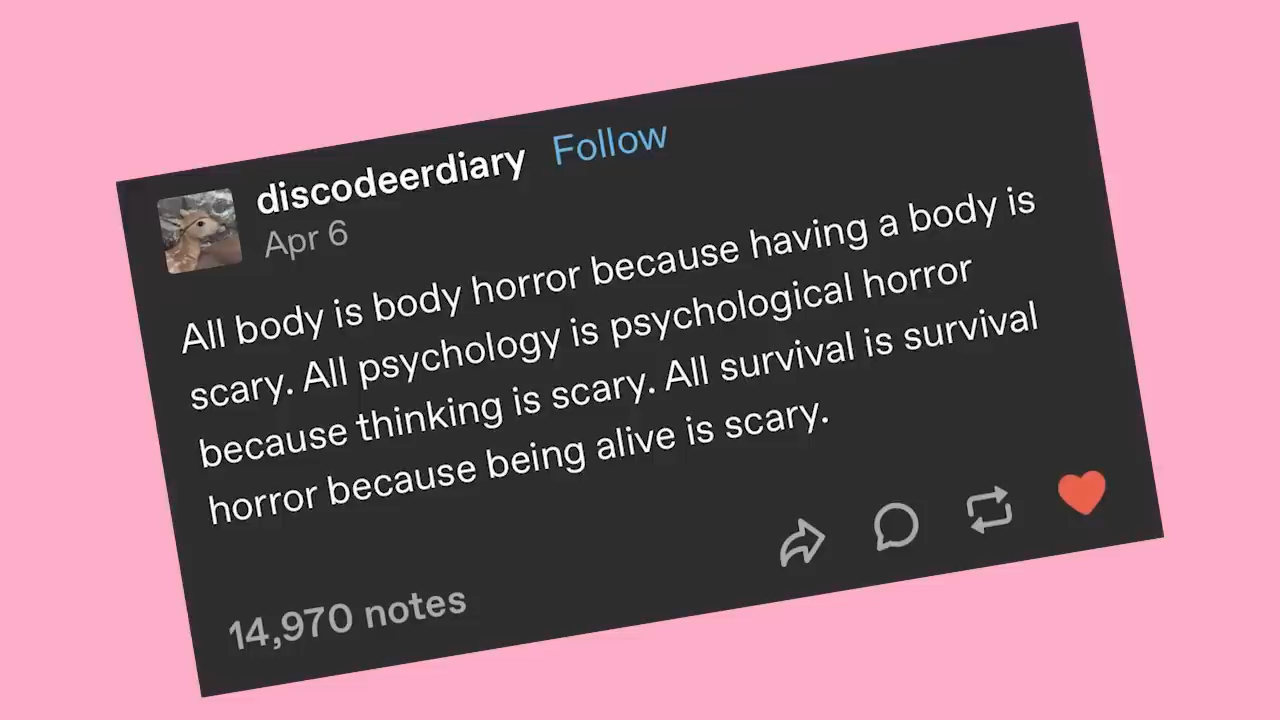 discodeerdiary Follow
Apr 6
All body is body horror because having a body is
scary. All psychology is psychological horror
because thinking is scary. All survival is survival
horror because being alive is scary.
14,970 notes